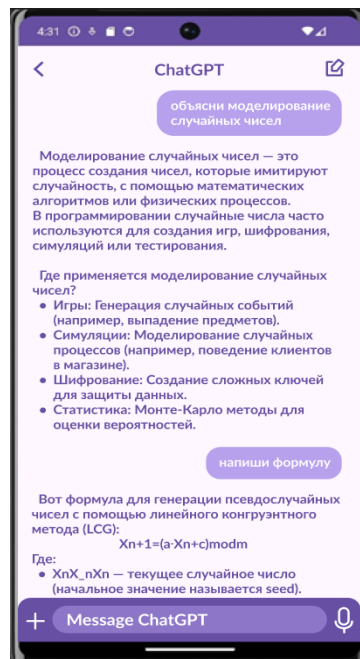 4:31
ChatGPT
объясни моделирование
случайных чисел
Моделирование случайных чисел — это
процесс создания чисел, которые имитируют
случайность, с помощью математических
алгоритмов или физических процессов.
В программировании случайные числа часто
используются для создания игр, шифрования,
симуляций или тестирования.
Где применяется моделирование случайных
чисел?
• Игры: Генерация случайных событий
(например, выпадение предметов).
• Симуляции: Моделирование случайных
процессов (например, поведение клиентов
в магазине).
• Шифрование: Создание сложных ключей
для защиты данных.
• Статистика: Монте-Карло методы для
оценки вероятностей.
напиши формулу
Вот формула для генерации псевдослучайных
чисел с помощью линейного конгруэнтного
метода (LCG):
Xn+1=(a·Xn+c)modm
Где:
• XnX_nXn — текущее случайное число
(начальное значение называется seed).
Message ChatGPT